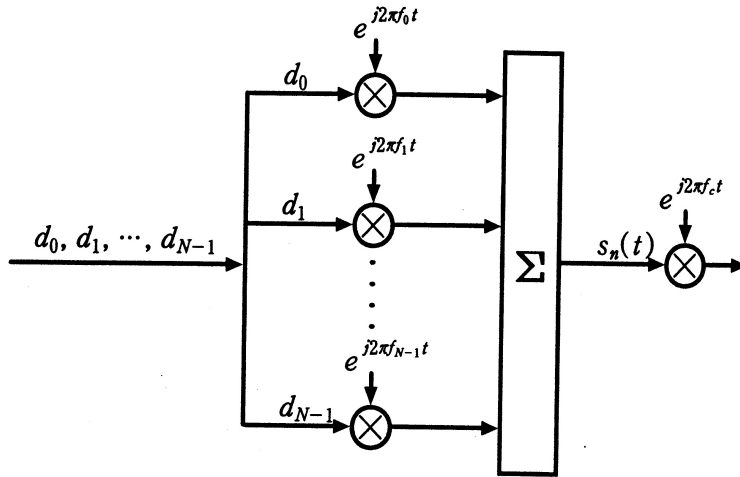 e^{j2πf_0t}
d_0
e^{j2πf_1t}
d_1
e^{j2πf_ct}
d_0, d_1, ⋯, d_{N−1}
Σ
s_n(t)
e^{j2πf_{N−1}t}
d_{N−1}